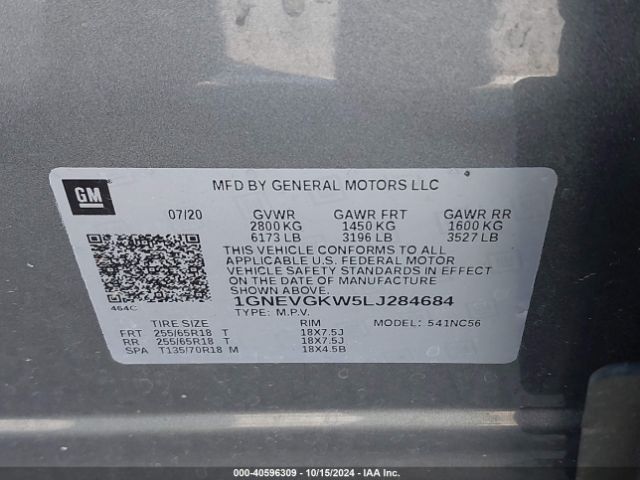 GM
MFD BY GENERAL MOTORS LLC
07/20 GVWR GAWR FRT GAWR RR
2800 KG 1450 KG 1600 KG
6173 LB 3196 LB 3527 LB
THIS VEHICLE CONFORMS TO ALL
APPLICABLE U.S. FEDERAL MOTOR
VEHICLE SAFETY STANDARDS IN EFFECT
ON THE DATE OF MANUFACTURE
SHOWN ABOVE.
464C 1GNEVGKW5LJ284684
TYPE: M.P.V.
TIRE SIZE RIM MODEL: 541NC56
FRT 255/65R18 T 18X7.5J
RR 255/65R18 T 18X7.5J
SPA T135/70R18 M 18X4.5B
000-40596309 | 10/15/2024 | IAA Inc.